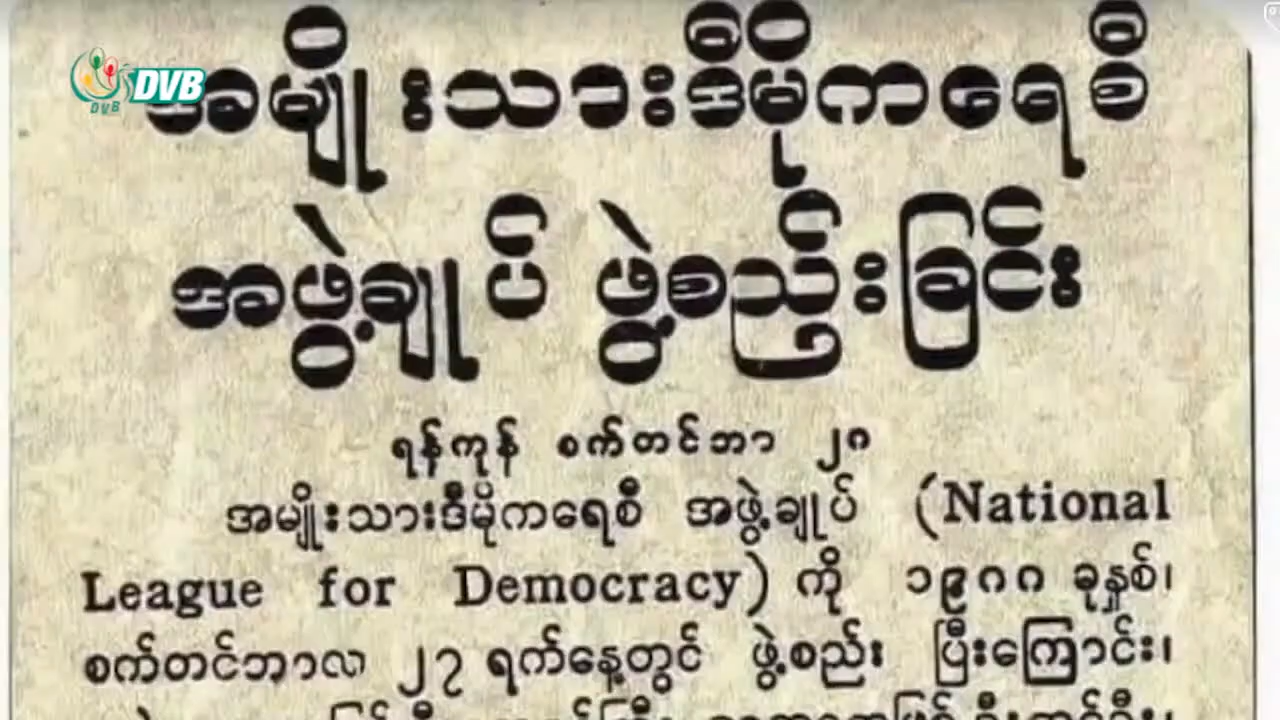 DVB
DVB
အမျိုးသားဒီမိုကရေစီ
အဖွဲ့ချုပ် ဖွဲ့စည်းခြင်း
ရန်ကုန် စက်တင်ဘာ ၂၈
အမျိုးသားဒီမိုကရေစီ အဖွဲ့ချုပ် (National
League for Democracy) ကို ၁၉၈၈ ခုနှစ်၊
စက်တင်ဘာလ ၂၇ ရက်နေ့တွင် ဖွဲ့စည်း ပြီးကြောင်း၊